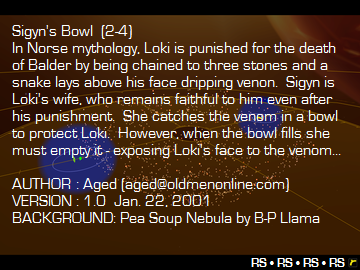 Sigyn's Bowl (2-4)
In Norse mythology, Loki is punished for the death
of Balder by being chained to three stones and a
snake lays above his face dripping venon. Sigyn is
Loki's wife, who remains faithful to him even after
his punishment. She catches the venom in a bowl
to protect Loki. However, when the bowl fills she
must empty it - exposing Loki's face to the venom...
AUTHOR : Aged (aged@oldmenonline.com)
VERSION : 1.0 Jan. 22, 2001
BACKGROUND: Pea Soup Nebula by B-P Llama
RS • RS • RS • RS r